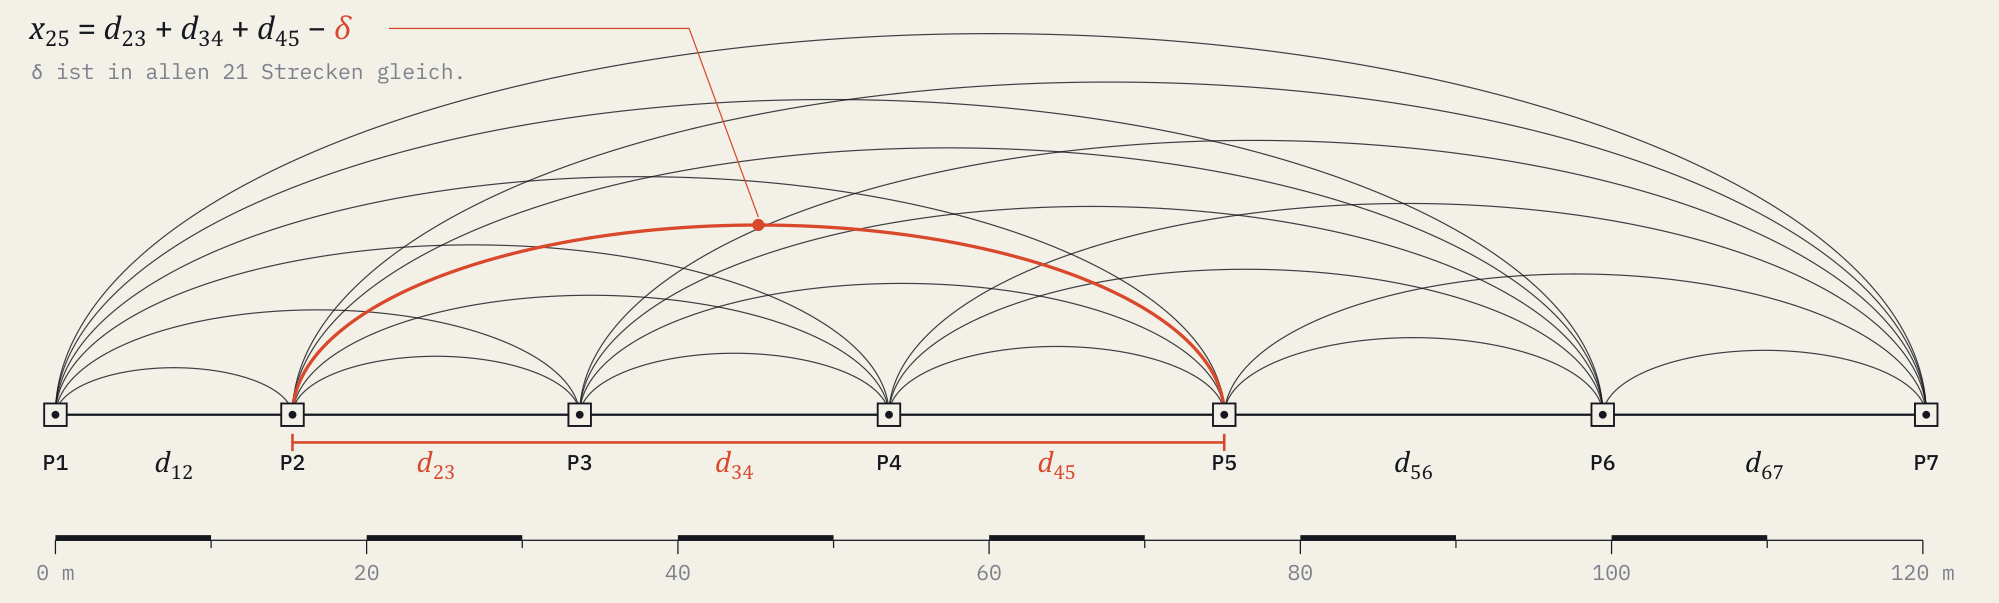 x₂₅ = d₂₃ + d₃₄ + d₄₅ − δ
δ ist in allen 21 Strecken gleich.
P1 d₁₂ P2 d₂₃ P3 d₃₄ P4 d₄₅ P5 d₅₆ P6 d₆₇ P7
0 m 20 40 60 80 100 120 m